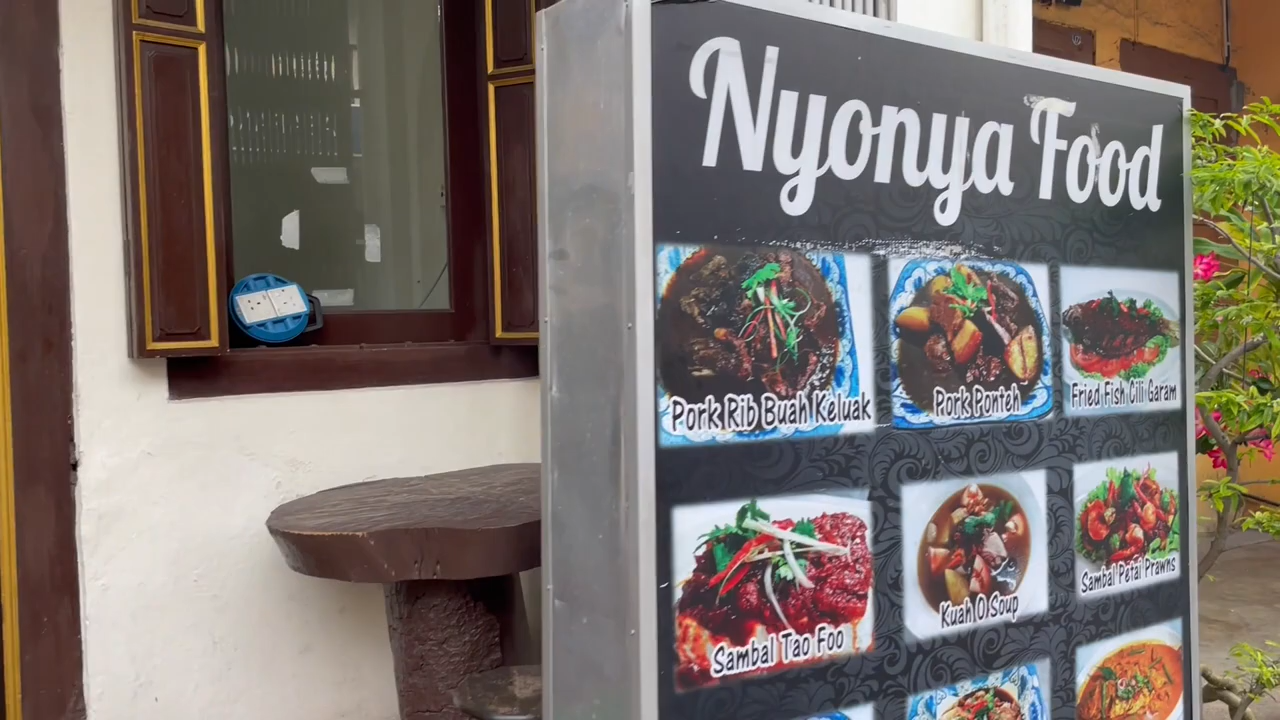 Nyonya Food
Pork Rib Buah Keluak
Pork Ponteh
Fried Fish Cili Garam
Sambal Tao Foo
Kuah O Soup
Sambal Petai Prawns